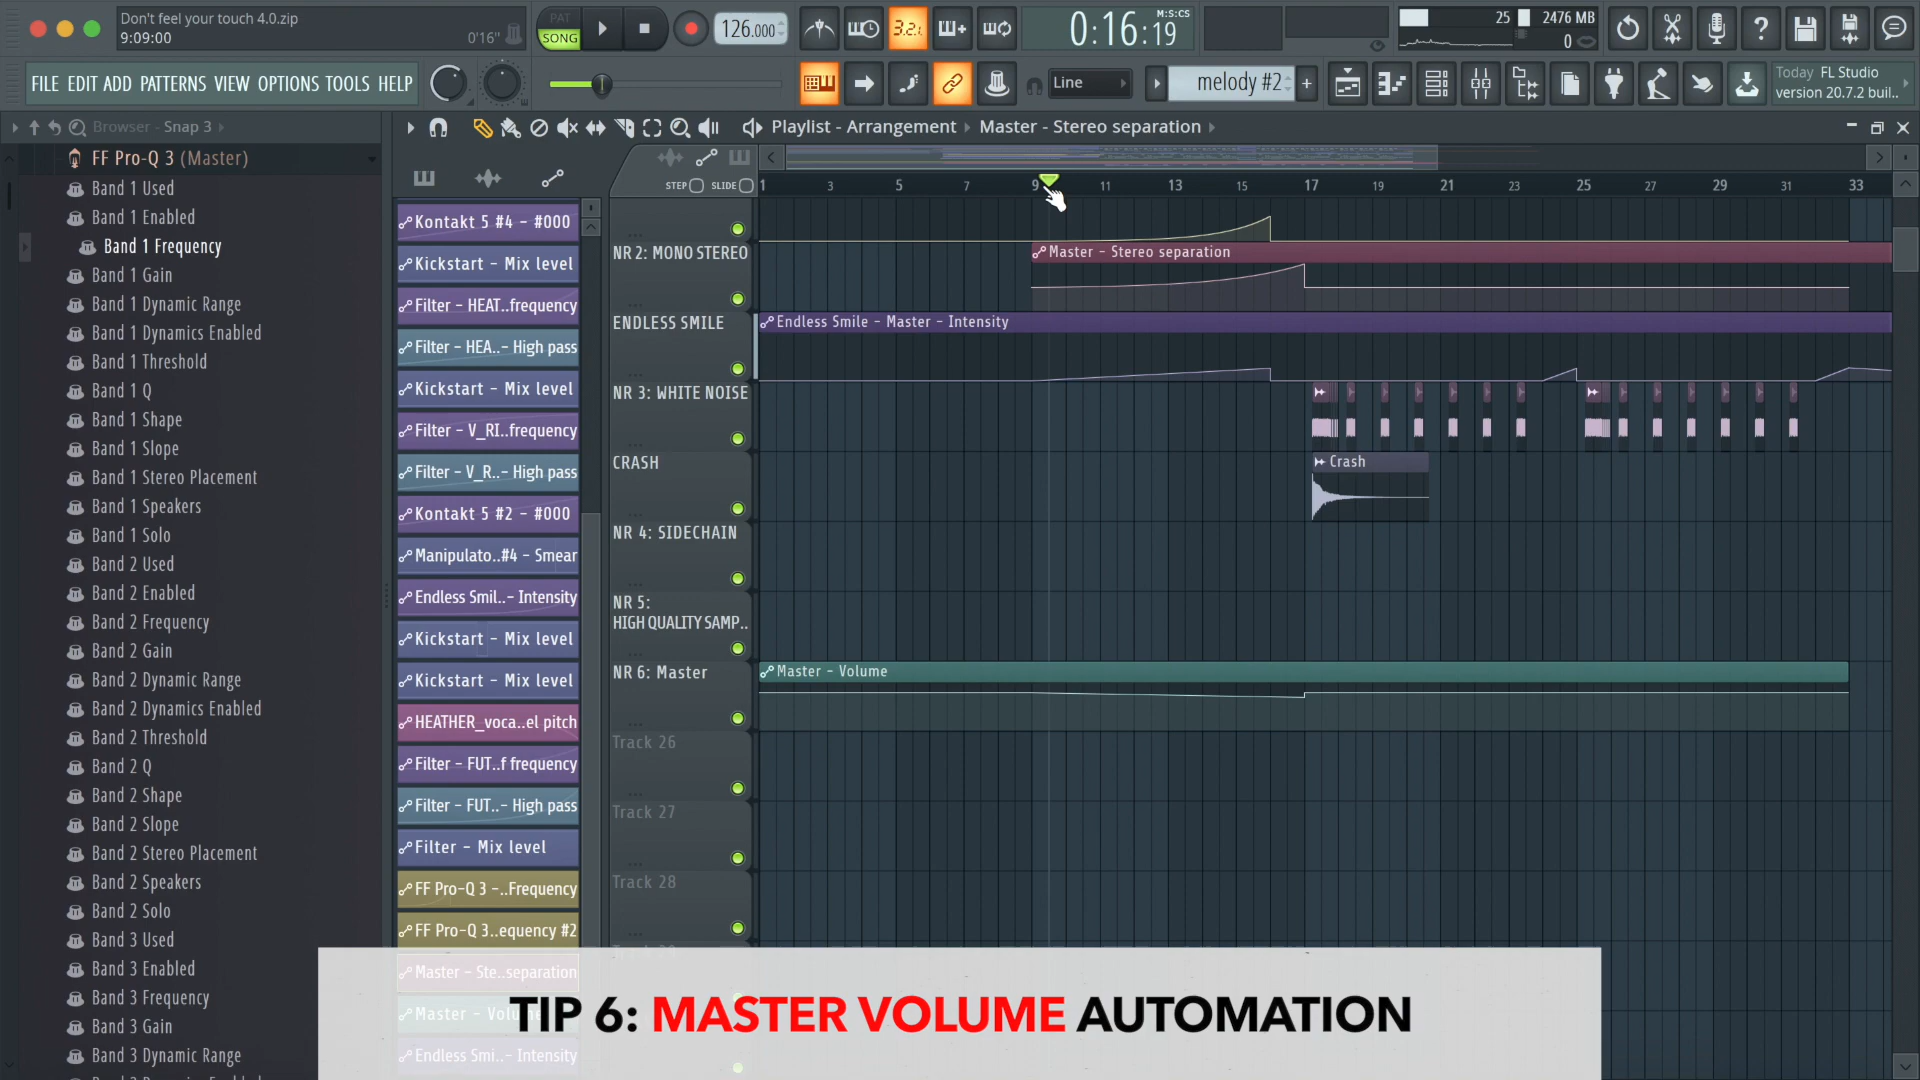 Don't feel your touch 4.0.zip
9:09:00
0'16"
PAT
SONG
126.000
3.2.
0:16:19
M:S:CS
25
2476 MB
0
FILE EDIT ADD PATTERNS VIEW OPTIONS TOOLS HELP
Line
melody #2
Today FL Studio
version 20.7.2 buil..
Browser - Snap 3
Playlist - Arrangement
Master - Stereo separation
FF Pro-Q 3 (Master)
Band 1 Used
Band 1 Enabled
Band 1 Frequency
Band 1 Gain
Band 1 Dynamic Range
Band 1 Dynamics Enabled
Band 1 Threshold
Band 1 Q
Band 1 Shape
Band 1 Slope
Band 1 Stereo Placement
Band 1 Speakers
Band 1 Solo
Band 2 Used
Band 2 Enabled
Band 2 Frequency
Band 2 Gain
Band 2 Dynamic Range
Band 2 Dynamics Enabled
Band 2 Threshold
Band 2 Q
Band 2 Shape
Band 2 Slope
Band 2 Stereo Placement
Band 2 Speakers
Band 2 Solo
Band 3 Used
Band 3 Enabled
Band 3 Frequency
Band 3 Gain
Band 3 Dynamic Range
Kontakt 5 #4 - #000
Kickstart - Mix level
Filter - HEAT..frequency
Filter - HEA..- High pass
Kickstart - Mix level
Filter - V_RI..frequency
Filter - V_R..- High pass
Kontakt 5 #2 - #000
Manipulato..#4 - Smear
Endless Smil..- Intensity
Kickstart - Mix level
Kickstart - Mix level
HEATHER_voca..el pitch
Filter - FUT..f frequency
Filter - FUT..- High pass
Filter - Mix level
FF Pro-Q 3 -..Frequency
FF Pro-Q 3..equency #2
Master - Ste..separation
Master - Volume
Endless Smi..- Intensity
STEP
SLIDE
1 3 5 7 9 11 13 15 17 19 21 23 25 27 29 31 33
NR 2: MONO STEREO
Master - Stereo separation
ENDLESS SMILE
Endless Smile - Master - Intensity
NR 3: WHITE NOISE
CRASH
Crash
NR 4: SIDECHAIN
NR 5:
HIGH QUALITY SAMP..
NR 6: Master
Master - Volume
Track 26
Track 27
Track 28
TIP 6: MASTER VOLUME AUTOMATION